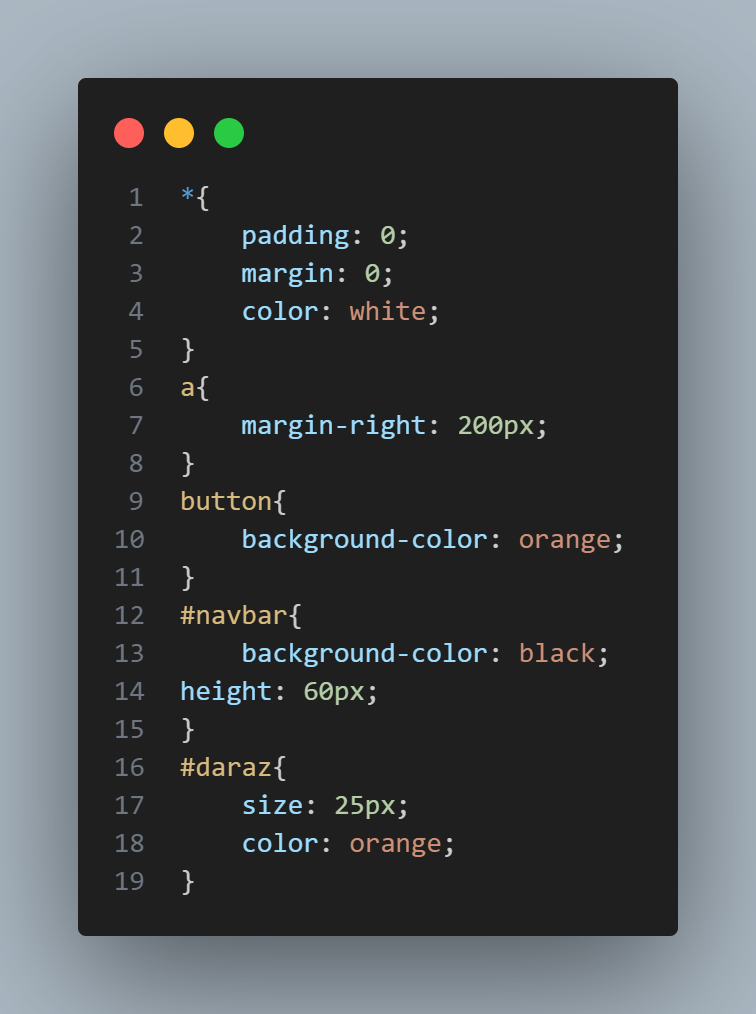 1 *{
2     padding: 0;
3     margin: 0;
4     color: white;
5 }
6 a{
7     margin-right: 200px;
8 }
9 button{
10     background-color: orange;
11 }
12 #navbar{
13     background-color: black;
14 height: 60px;
15 }
16 #daraz{
17     size: 25px;
18     color: orange;
19 }